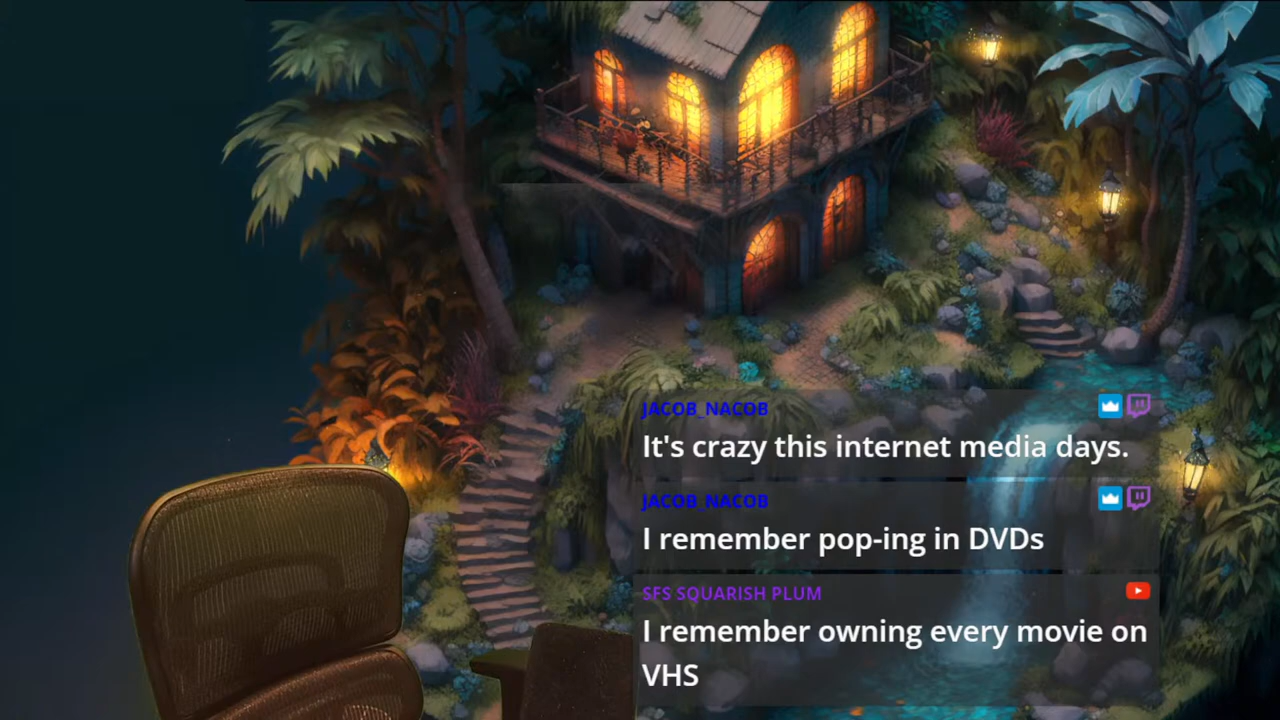 JACOB_NACOB
It's crazy this internet media days.
JACOB_NACOB
I remember pop-ing in DVDs
SFS SQUARISH PLUM
I remember owning every movie on
VHS